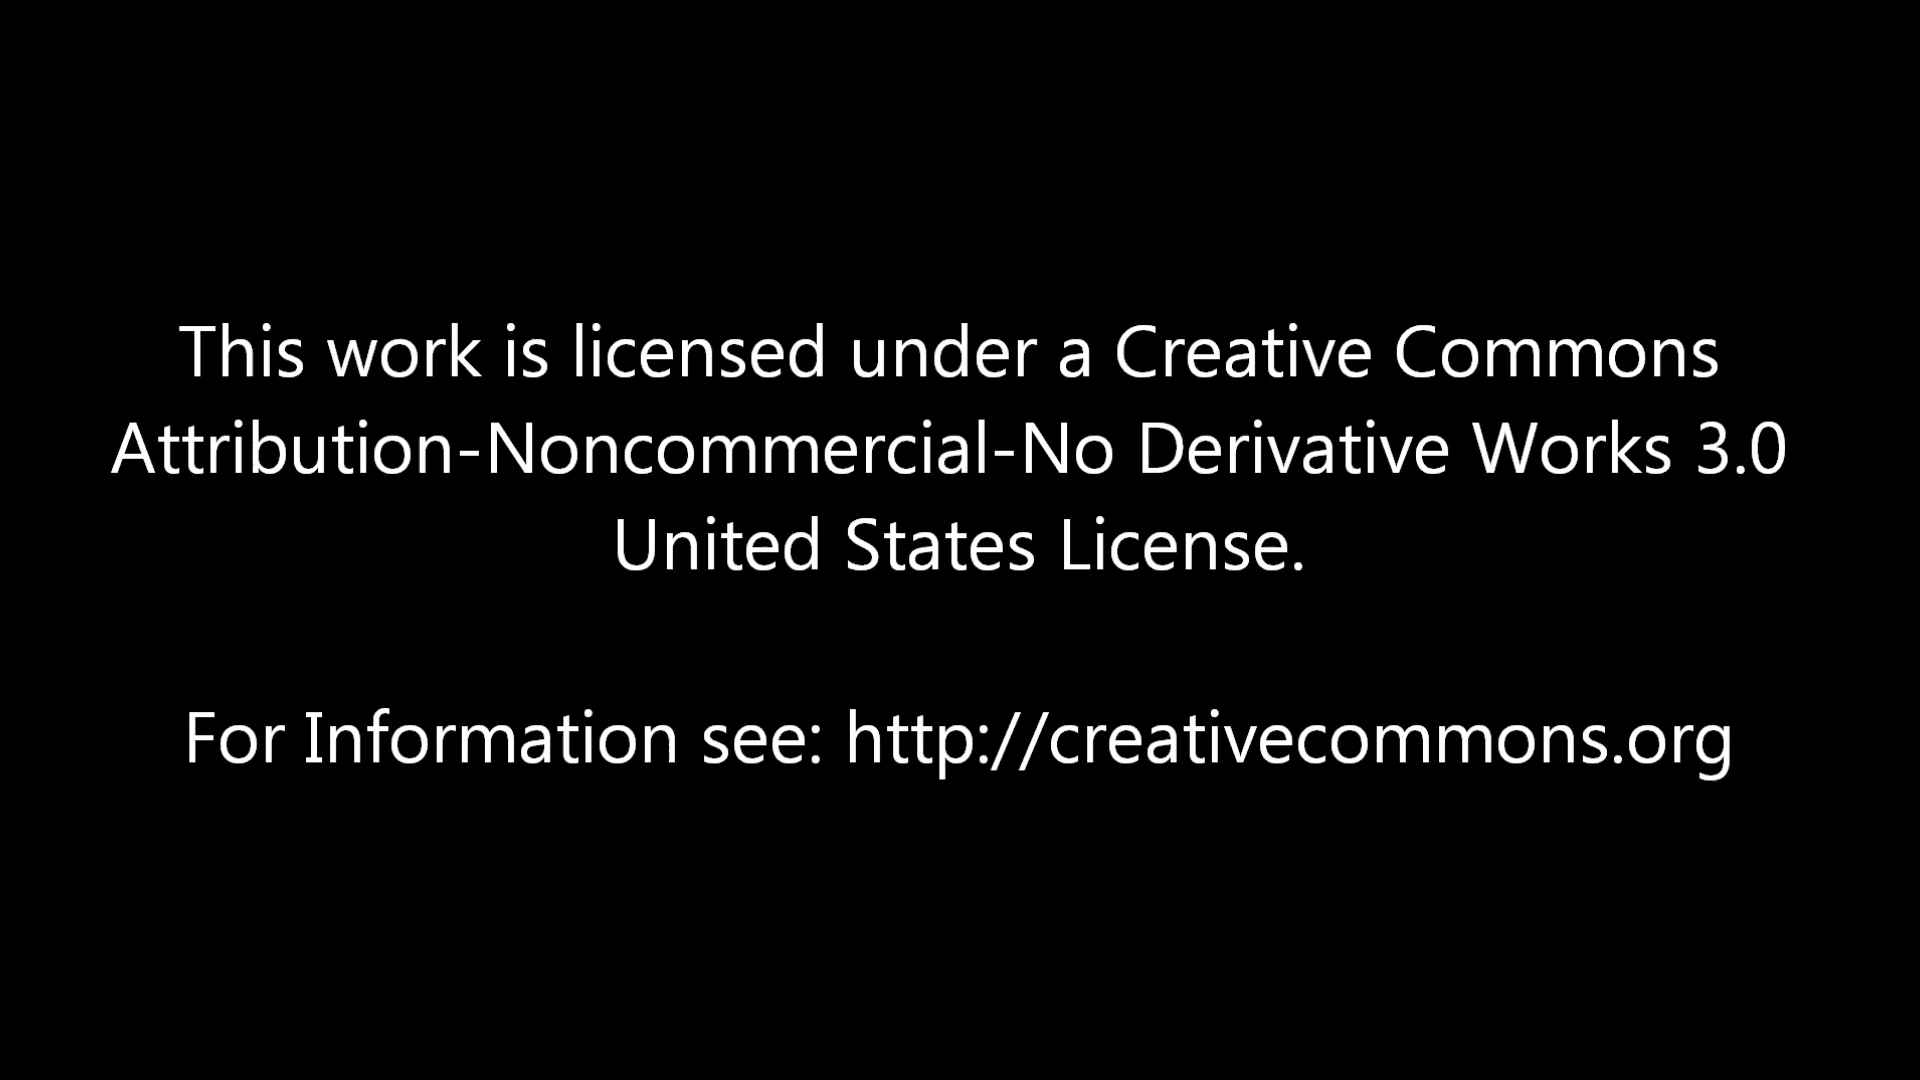 This work is licensed under a Creative Commons
Attribution-Noncommercial-No Derivative Works 3.0
United States License.
For Information see: http://creativecommons.org